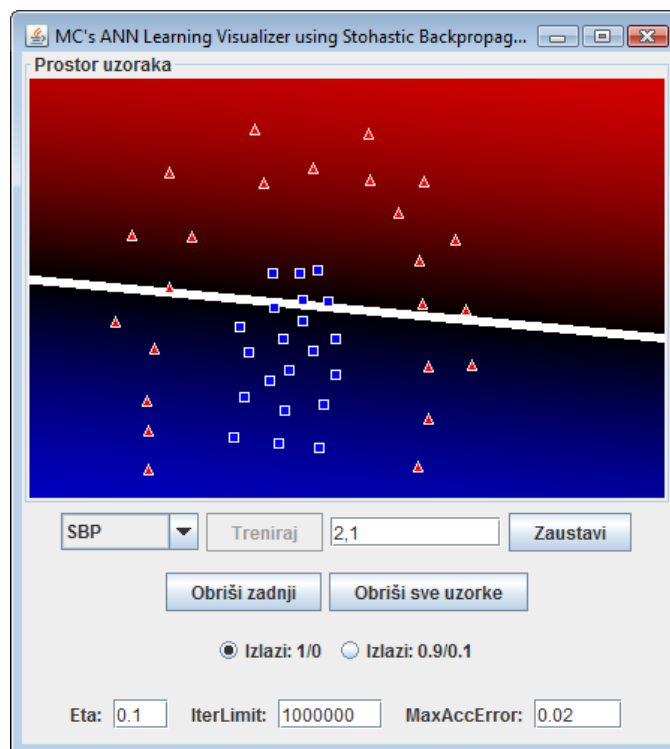 MC's ANN Learning Visualizer using Stohastic Backpropag...
Prostor uzoraka
SBP Treniraj 2,1 Zaustavi
Obriši zadnji Obriši sve uzorke
Izlazi: 1/0 Izlazi: 0.9/0.1
Eta: 0.1 IterLimit: 1000000 MaxAccError: 0.02